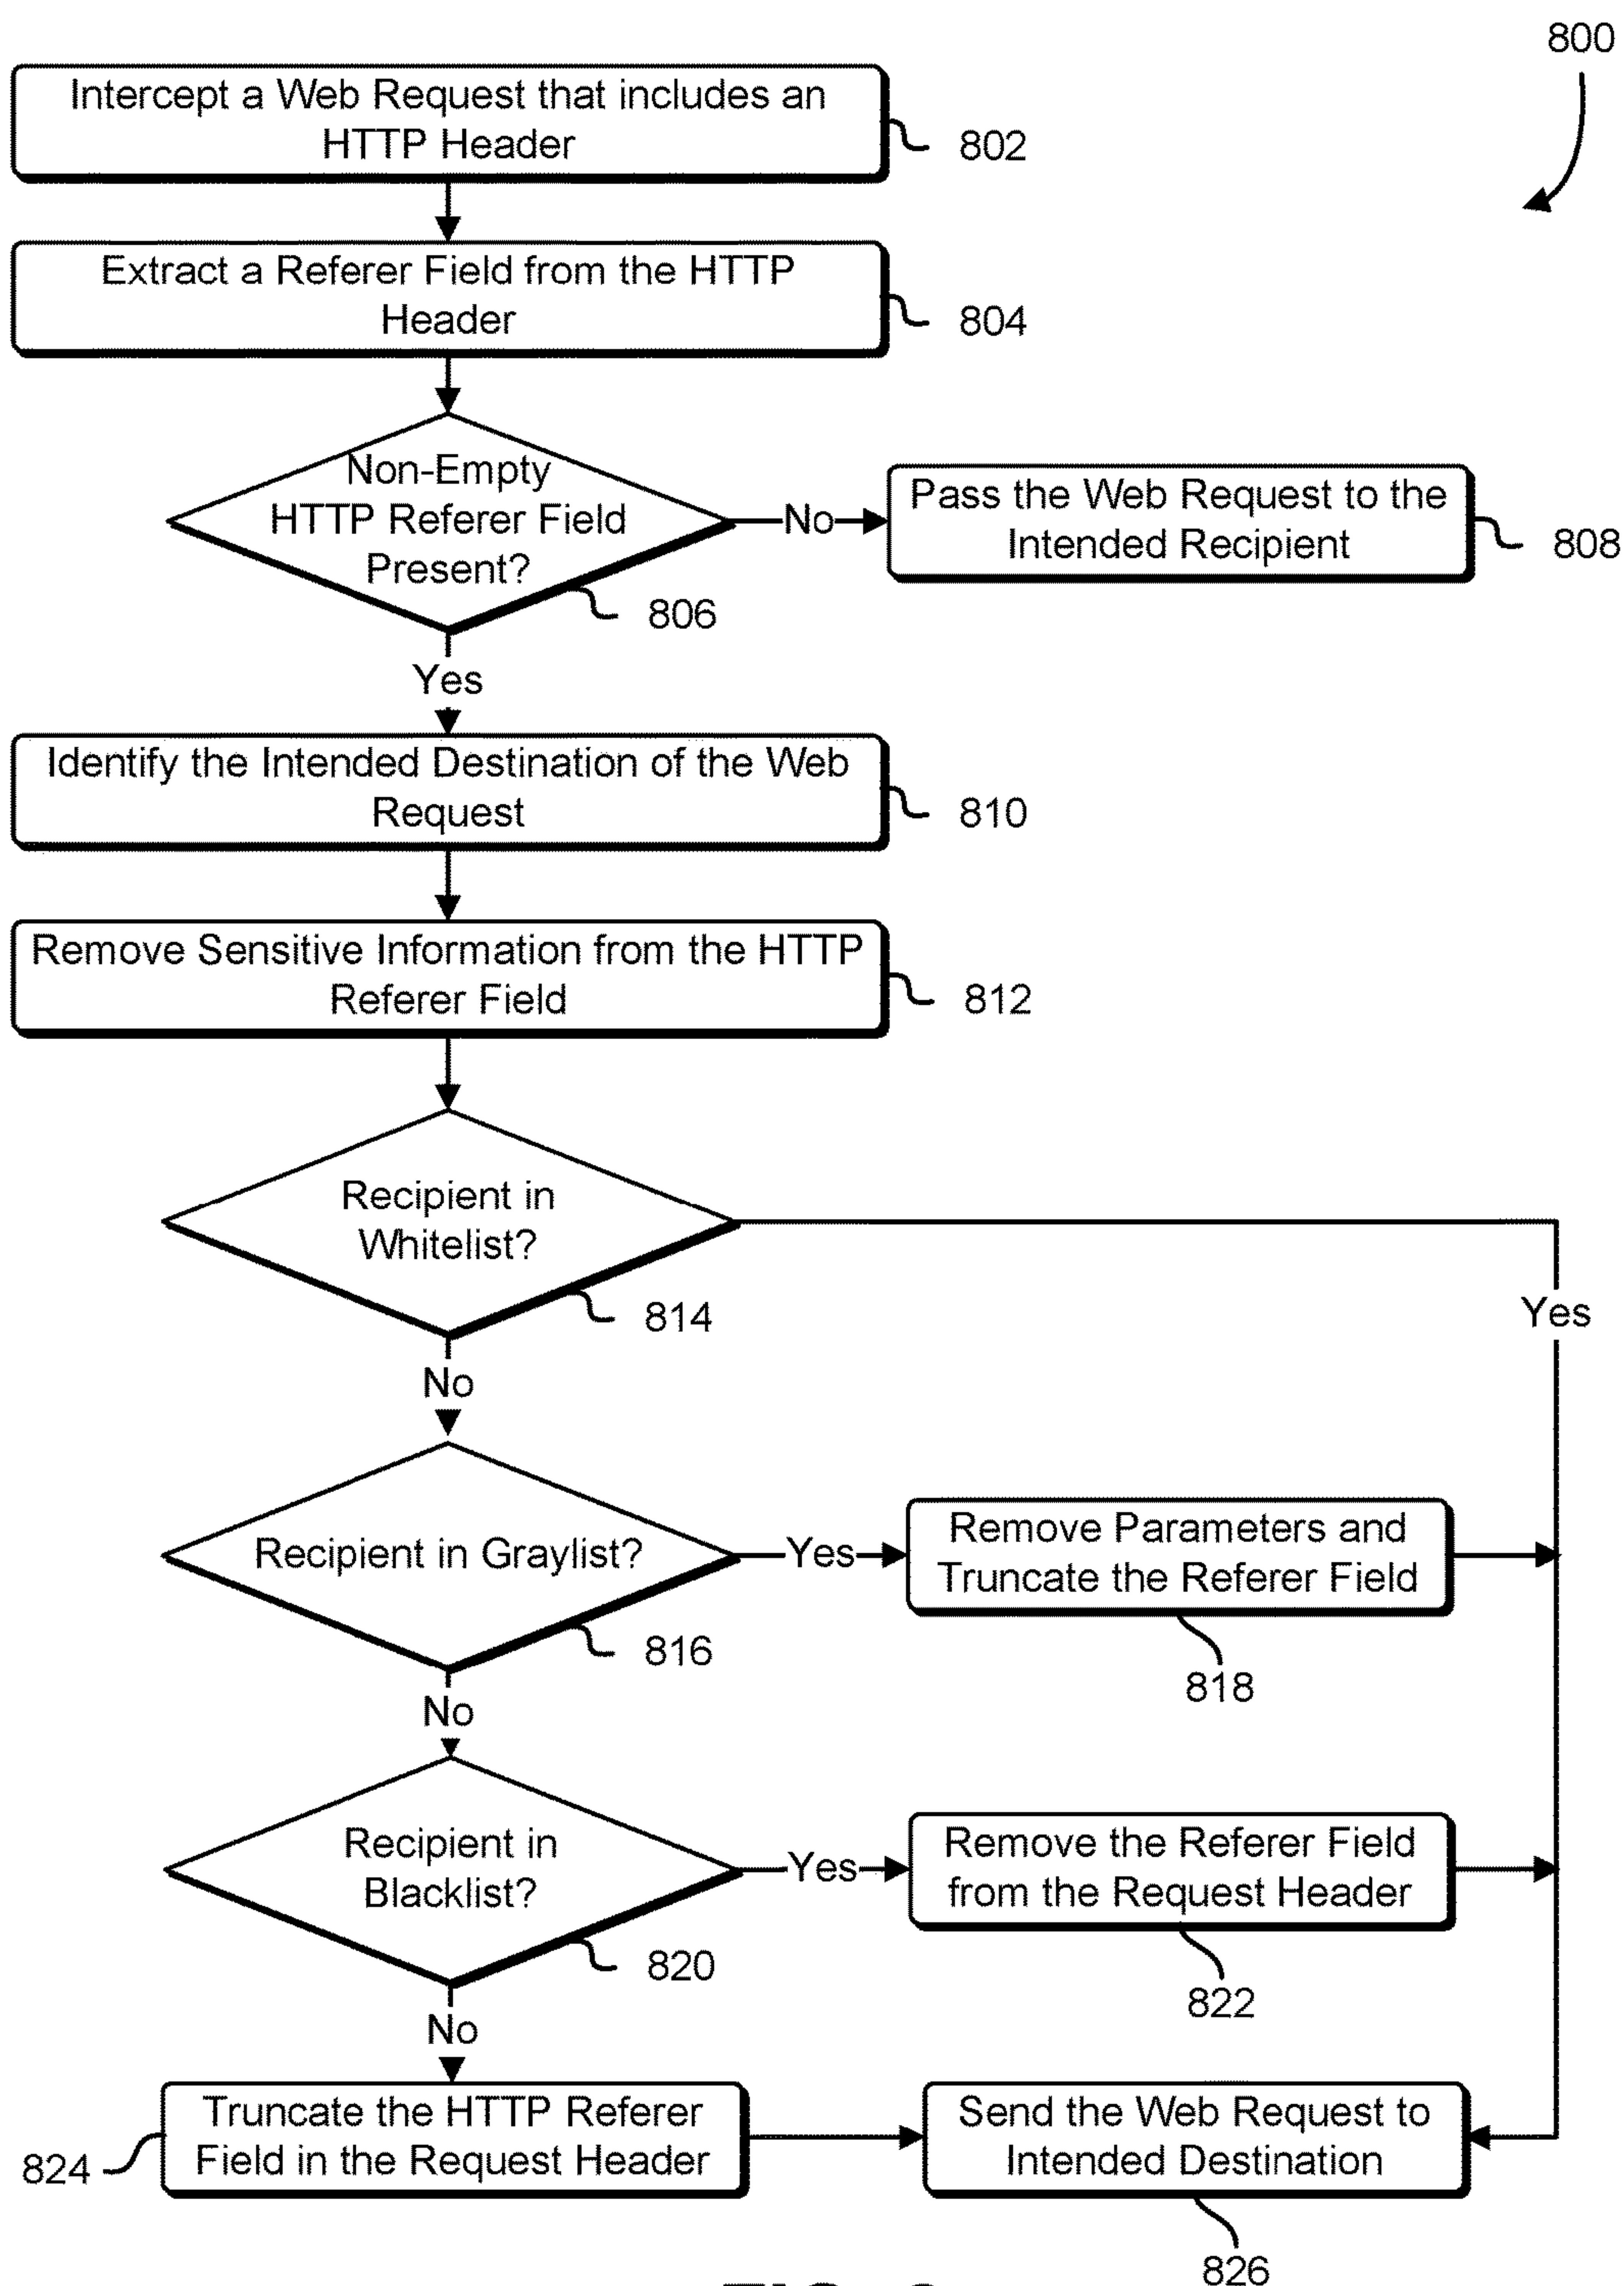 800
Intercept a Web Request that includes an
HTTP Header
802
Extract a Referer Field from the HTTP
Header
804
Non-Empty
HTTP Referer Field
Present?
No
Pass the Web Request to the
Intended Recipient
808
806
Yes
Identify the Intended Destination of the Web
Request
810
Remove Sensitive Information from the HTTP
Referer Field
812
Recipient in
Whitelist?
814
Yes
No
Recipient in Graylist?
Yes
Remove Parameters and
Truncate the Referer Field
816
818
No
Recipient in
Blacklist?
Yes
Remove the Referer Field
from the Request Header
820
822
No
Truncate the HTTP Referer
Field in the Request Header
824
Send the Web Request to
Intended Destination
826